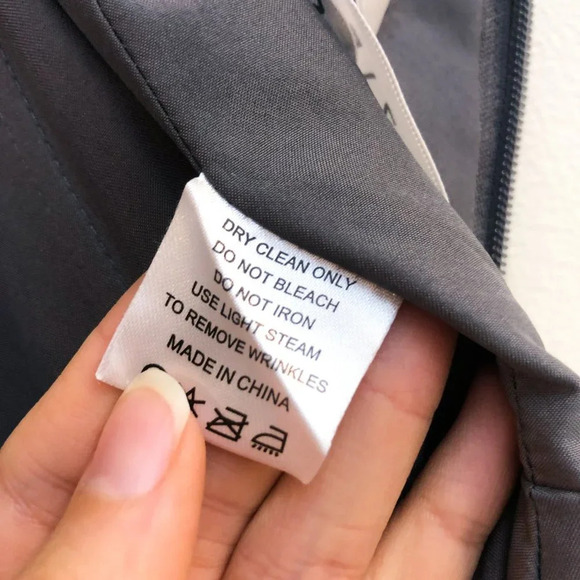 DRY CLEAN ONLY
DO NOT BLEACH
DO NOT IRON
USE LIGHT STEAM
TO REMOVE WRINKLES
MADE IN CHINA